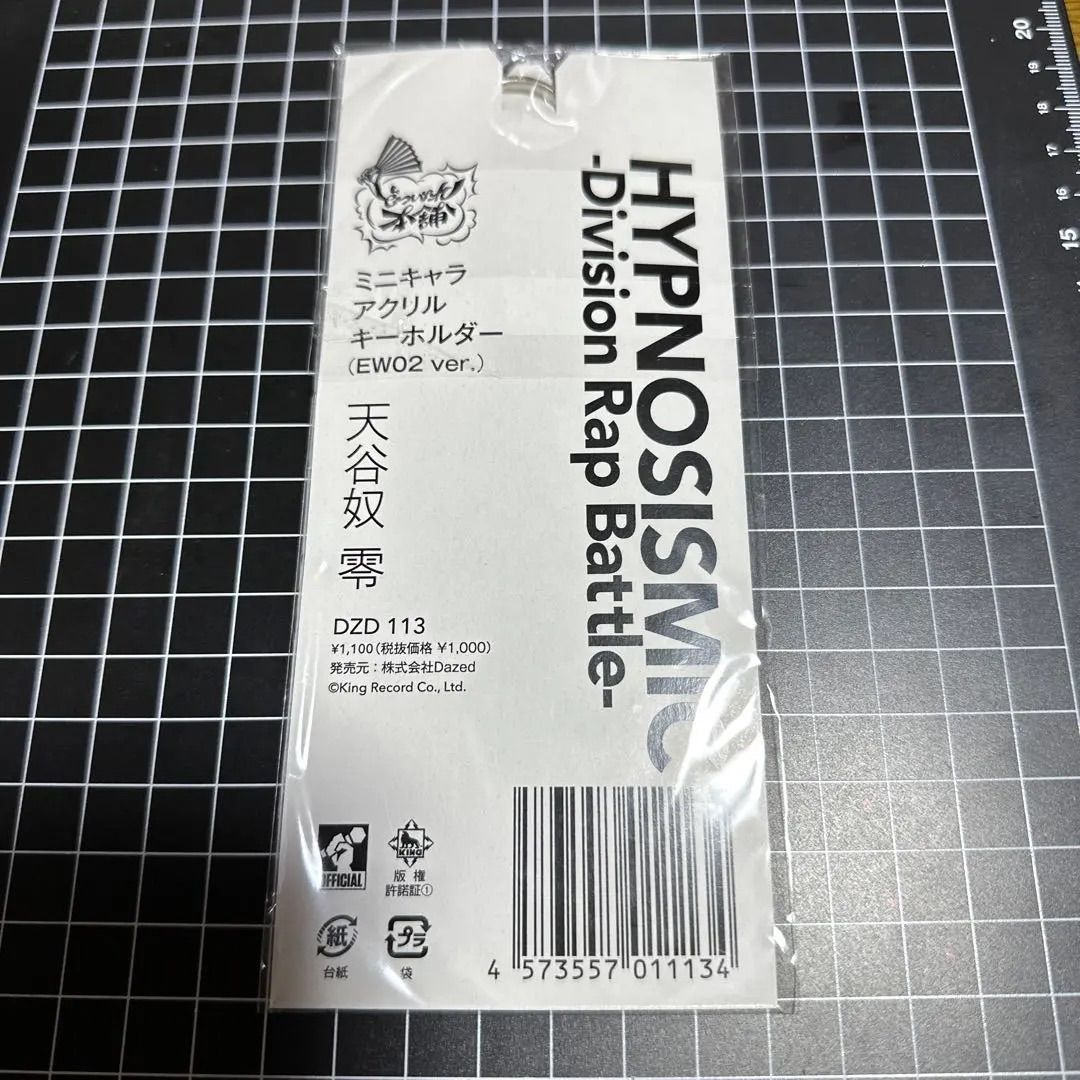 どついたれ
本舗
ミニキャラ
アクリル
キーホルダー
(EW02 ver.)
天谷奴 零
DZD 113
¥1,100(税抜価格 ¥1,000)
発売元:株式会社Dazed
©King Record Co., Ltd.
HYPNOSISMIC
-Division Rap Battle-
OFFICIAL
KING
版権
許諾証①
紙
台紙
プラ
袋
4 573557 011134
20
19
18
17
16
15